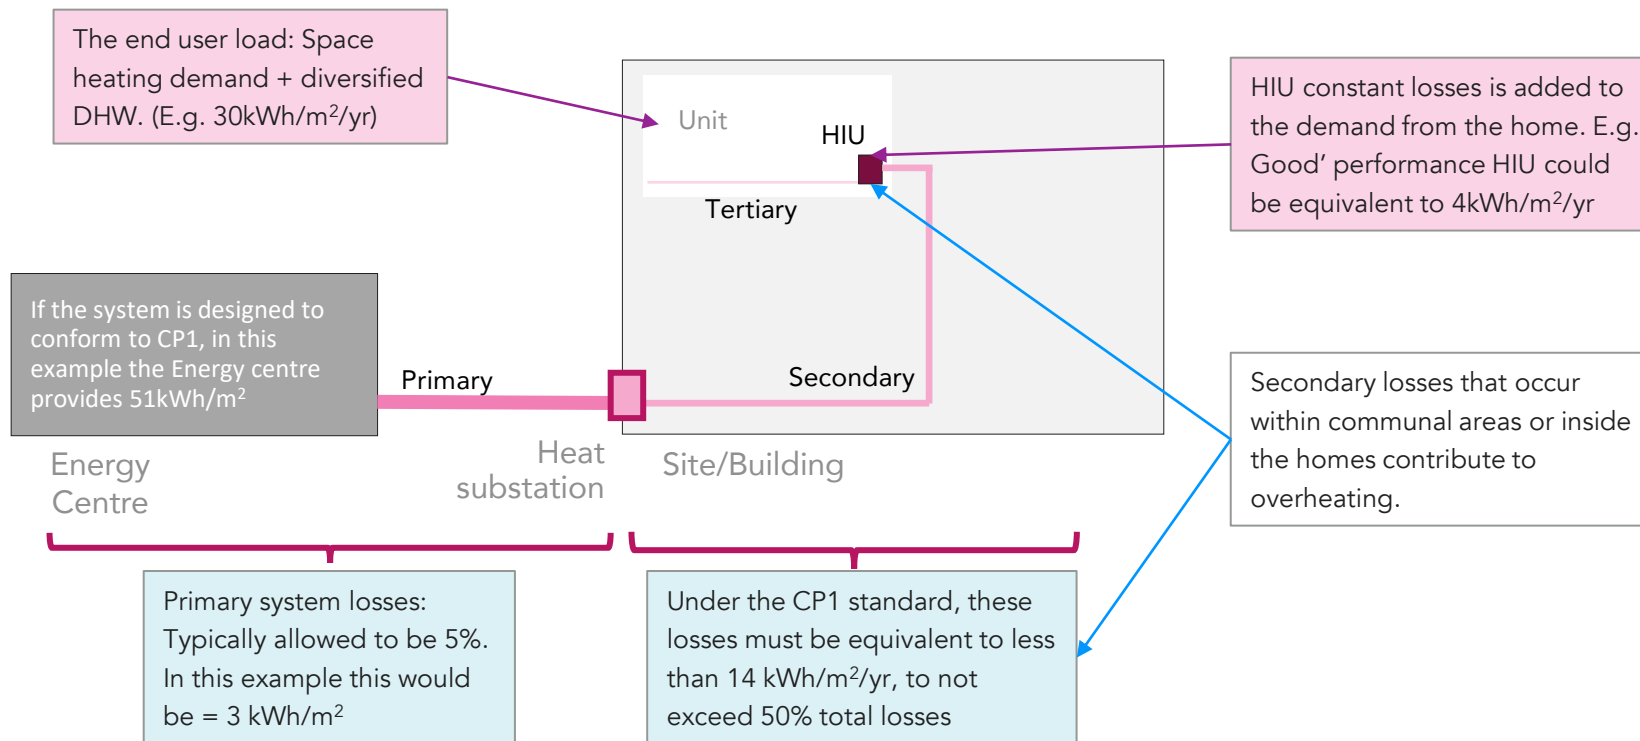 The end user load: Space
heating demand + diversified
DHW. (E.g. 30kWh/m²/yr)
Unit
HIU
Tertiary
HIU constant losses is added to
the demand from the home. E.g.
Good’ performance HIU could
be equivalent to 4kWh/m²/yr
If the system is designed to
conform to CP1, in this
example the Energy centre
provides 51kWh/m²
Primary
Secondary
Secondary losses that occur
within communal areas or inside
the homes contribute to
overheating.
Energy
Centre
Heat
substation
Site/Building
Primary system losses:
Typically allowed to be 5%.
In this example this would
be = 3 kWh/m²
Under the CP1 standard, these
losses must be equivalent to less
than 14 kWh/m²/yr, to not
exceed 50% total losses